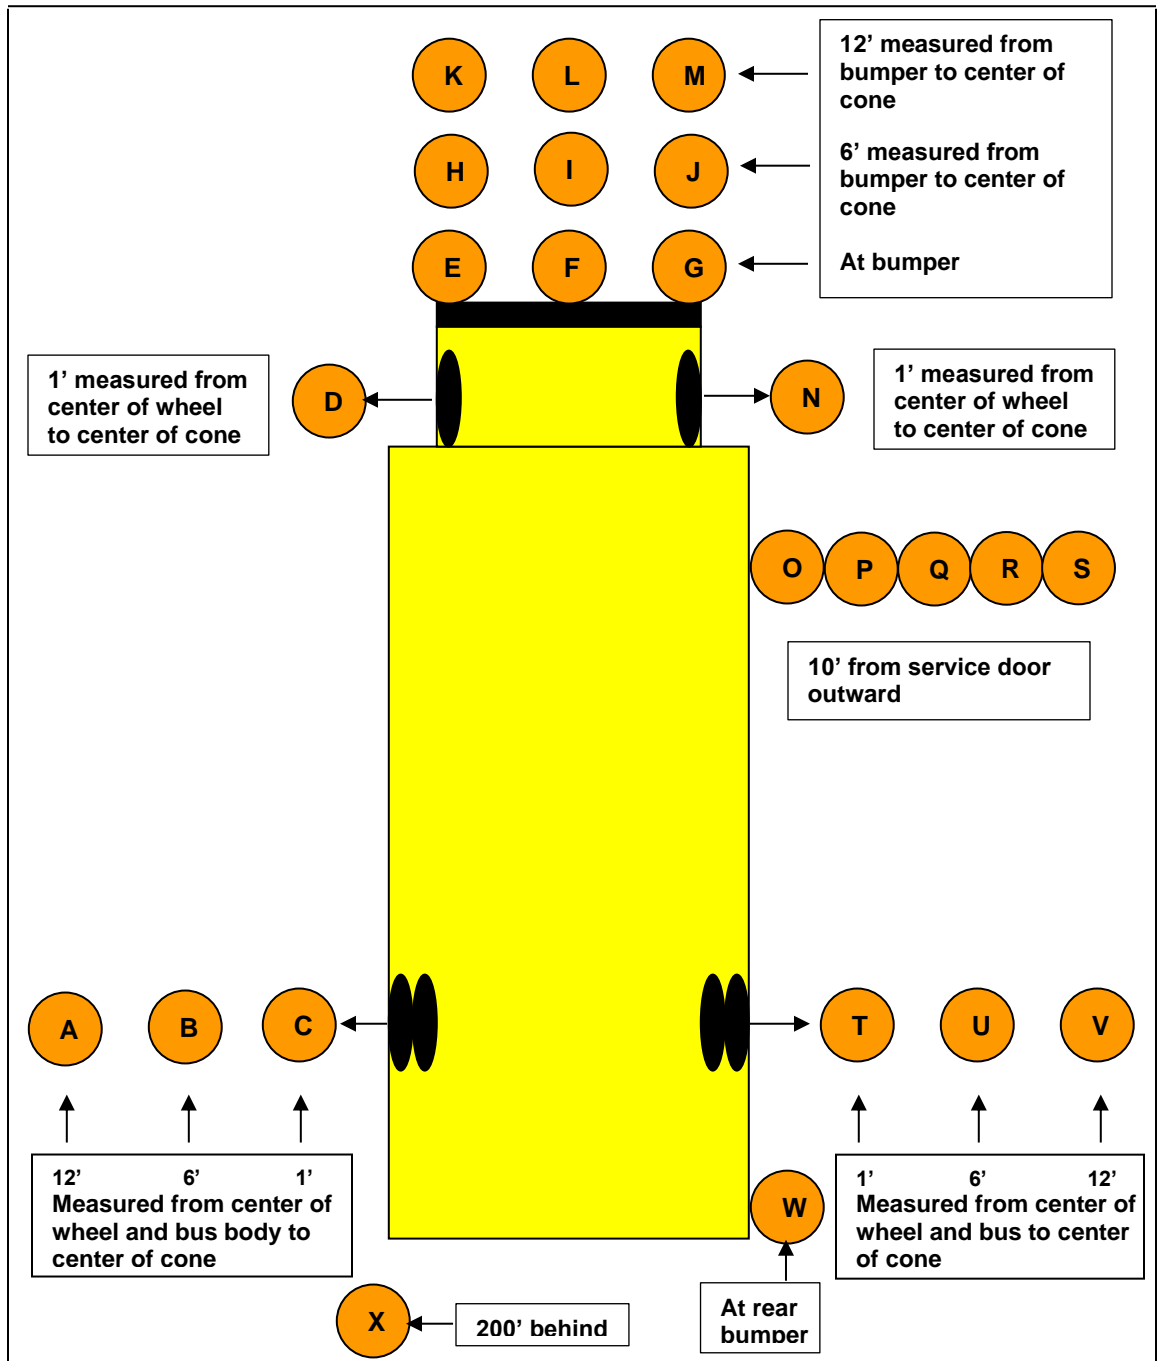 K L M
12’ measured from
bumper to center of
cone
H I J
6’ measured from
bumper to center of
cone
E F G
At bumper
1’ measured from
center of wheel
to center of cone
D
N
1’ measured from
center of wheel
to center of cone
O P Q R S
10’ from service door
outward
A B C
T U V
12’ 6’ 1’
Measured from center of
wheel and bus body to
center of cone
1’ 6’ 12’
Measured from center of
wheel and bus to center
of cone
W
At rear
bumper
X
200’ behind